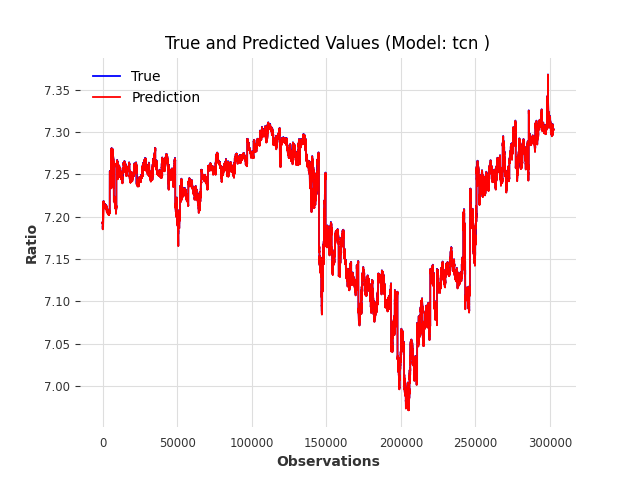 True and Predicted Values (Model: tcn )
True
Prediction
7.35
7.30
7.25
7.20
7.15
7.10
7.05
7.00
Ratio
0 50000 100000 150000 200000 250000 300000
Observations